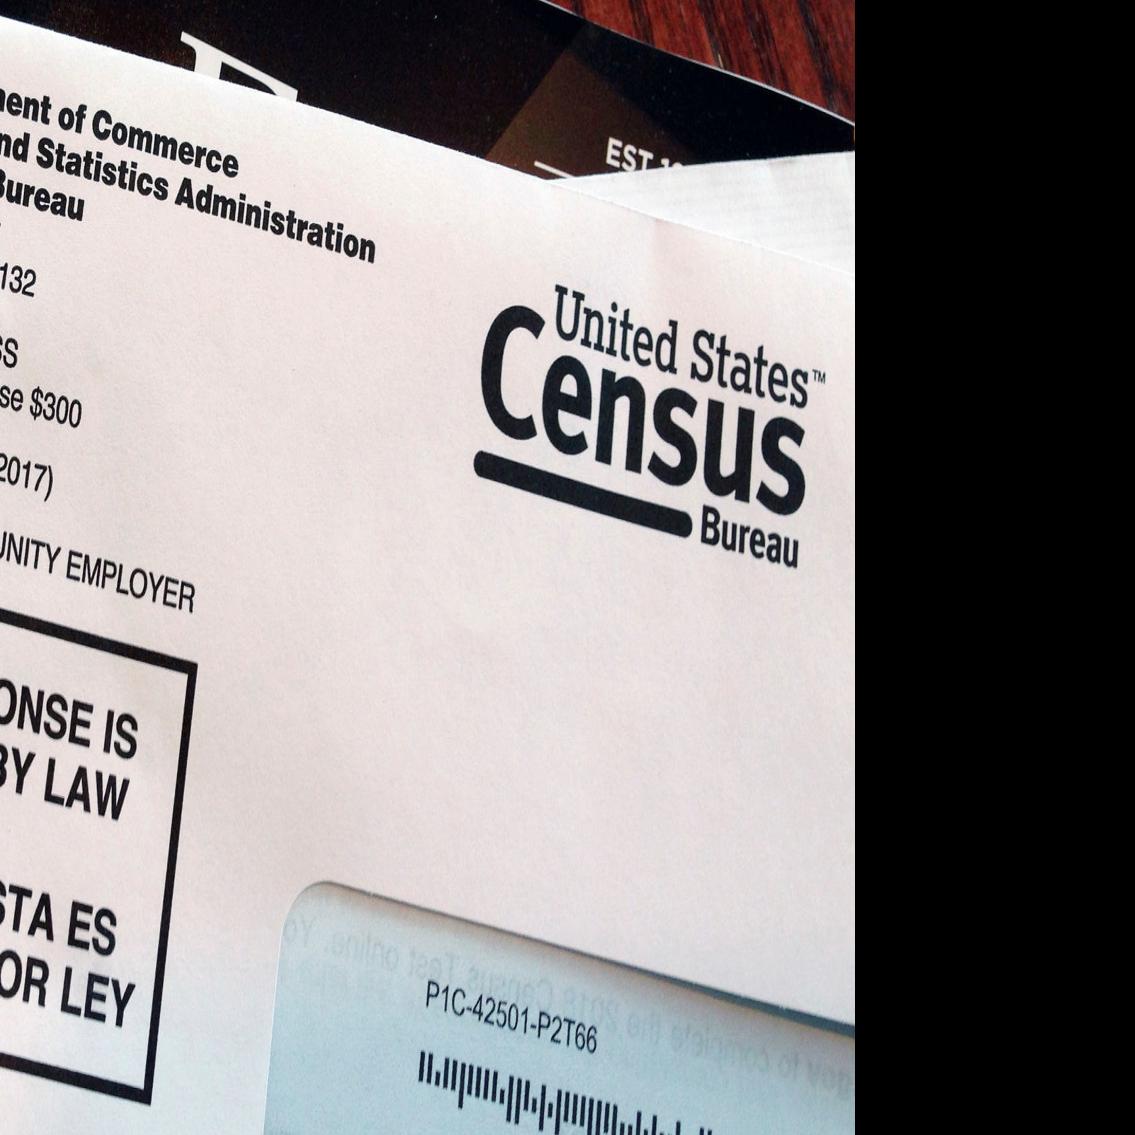 EST
ent of Commerce
nd Statistics Administration
Bureau
132
SS
se $300
2017)
UNITY EMPLOYER
United States™
Census
Bureau
ONSE IS
BY LAW
STA ES
OR LEY
P1C-42501-P2T66